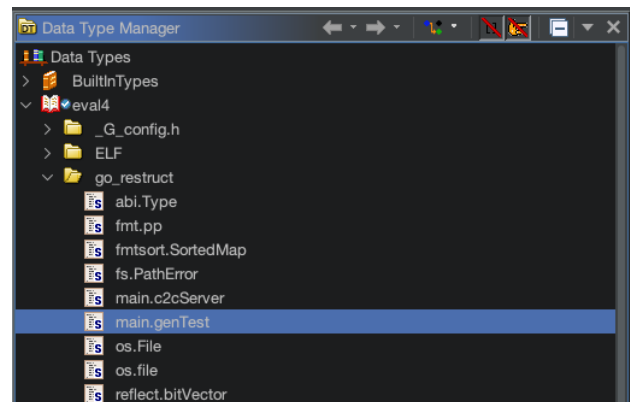 Data Type Manager
Data Types
BuiltInTypes
eval4
_G_config.h
ELF
go_restruct
abi.Type
fmt.pp
fmtsort.SortedMap
fs.PathError
main.c2cServer
main.genTest
os.File
os.file
reflect.bitVector